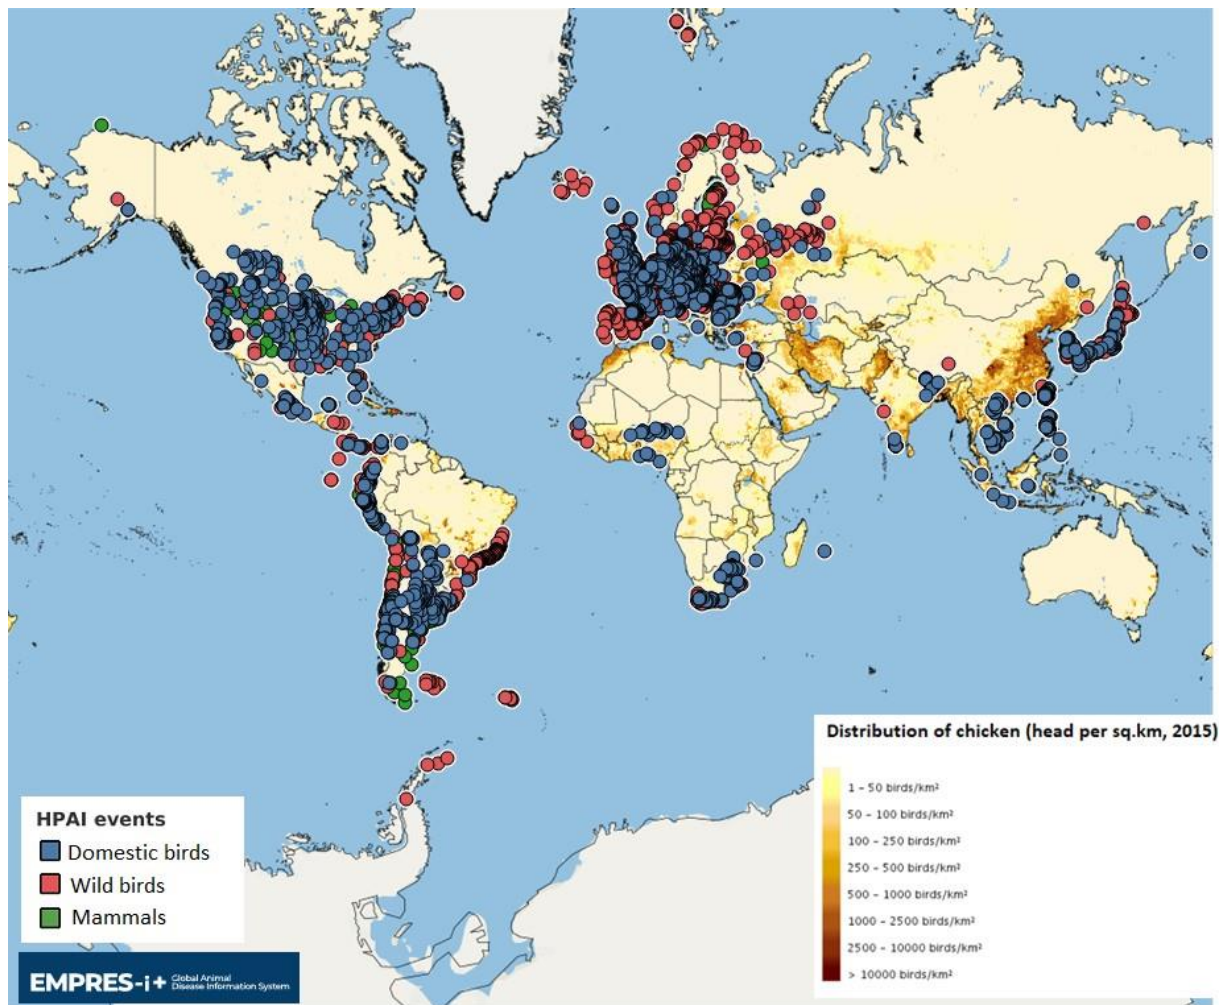 Distribution of chicken (head per sq.km, 2015)
1 – 50 birds/km²
50 – 100 birds/km²
100 – 250 birds/km²
250 – 500 birds/km²
500 – 1000 birds/km²
1000 – 2500 birds/km²
2500 – 10000 birds/km²
> 10000 birds/km²
HPAI events
Domestic birds
Wild birds
Mammals
EMPRES-i+ Global Animal
Disease Information System